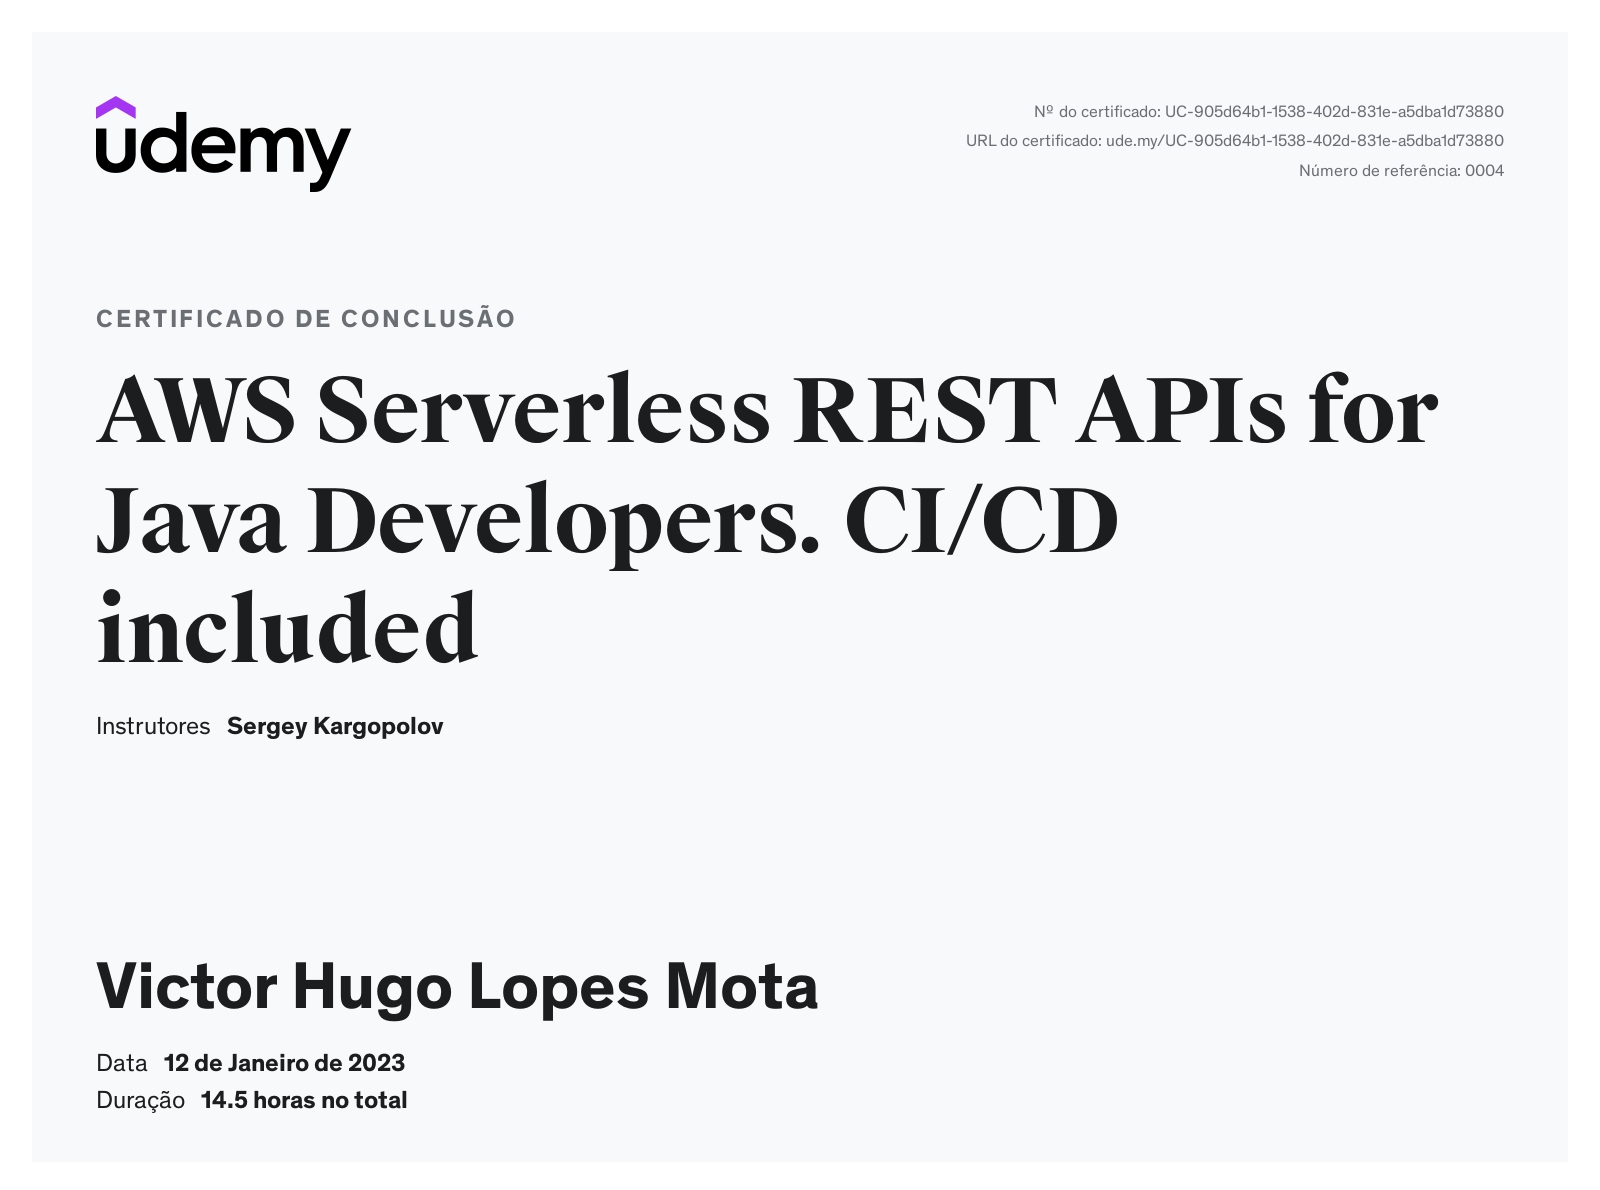 udemy
Nº do certificado: UC-905d64b1-1538-402d-831e-a5dba1d73880
URL do certificado: ude.my/UC-905d64b1-1538-402d-831e-a5dba1d73880
Número de referência: 0004
CERTIFICADO DE CONCLUSÃO
AWS Serverless REST APIs for
Java Developers. CI/CD
included
Instrutores Sergey Kargopolov
Victor Hugo Lopes Mota
Data 12 de Janeiro de 2023
Duração 14.5 horas no total